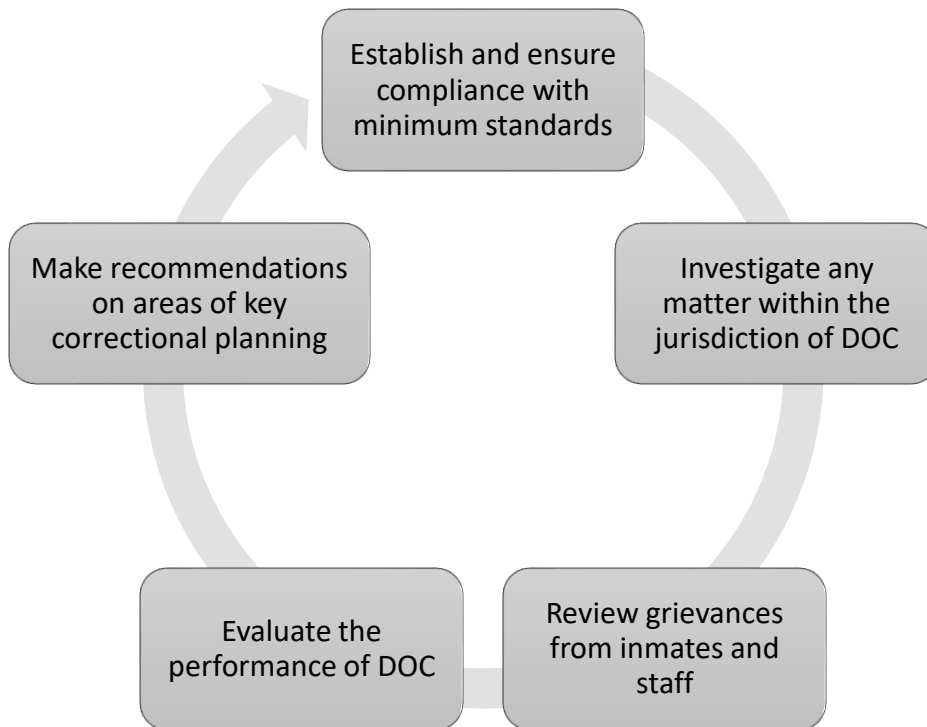 Establish and ensure
compliance with
minimum standards
Investigate any
matter within the
jurisdiction of DOC
Review grievances
from inmates and
staff
Evaluate the
performance of DOC
Make recommendations
on areas of key
correctional planning